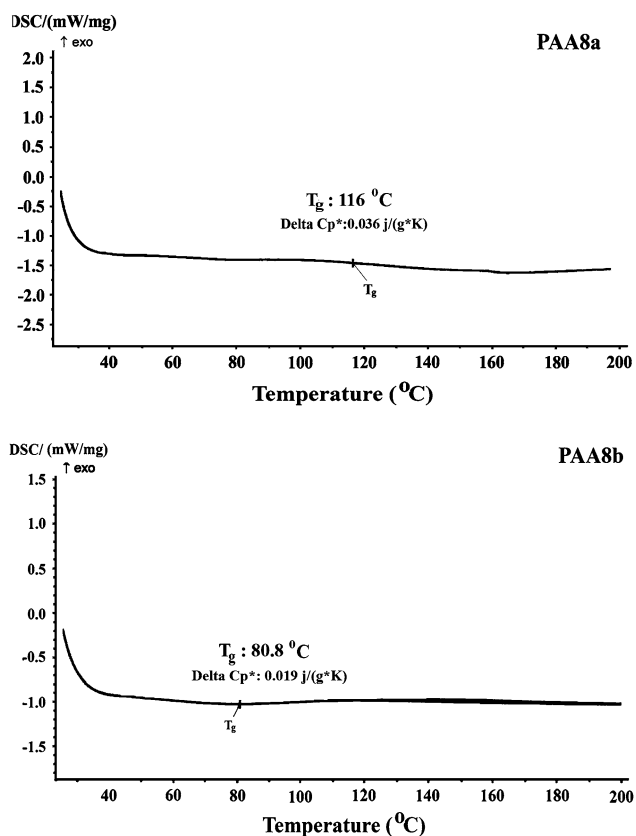 DSC/(mW/mg)
↑ exo
PAA8a
2.0
1.5
1.0
0.5
0.0
-0.5
-1.0
-1.5
-2.0
-2.5
Tg : 116 ⁰C
Delta Cp*:0.036 j/(g*K)
Tg
40 60 80 100 120 140 160 180 200
Temperature (⁰C)
DSC/ (mW/mg)
↑ exo
PAA8b
1.5
1.0
0.5
0.0
-0.5
-1.0
-1.5
Tg : 80.8 ⁰C
Delta Cp*: 0.019 j/(g*K)
Tg
40 60 80 100 120 140 160 180 200
Temperature (⁰C)